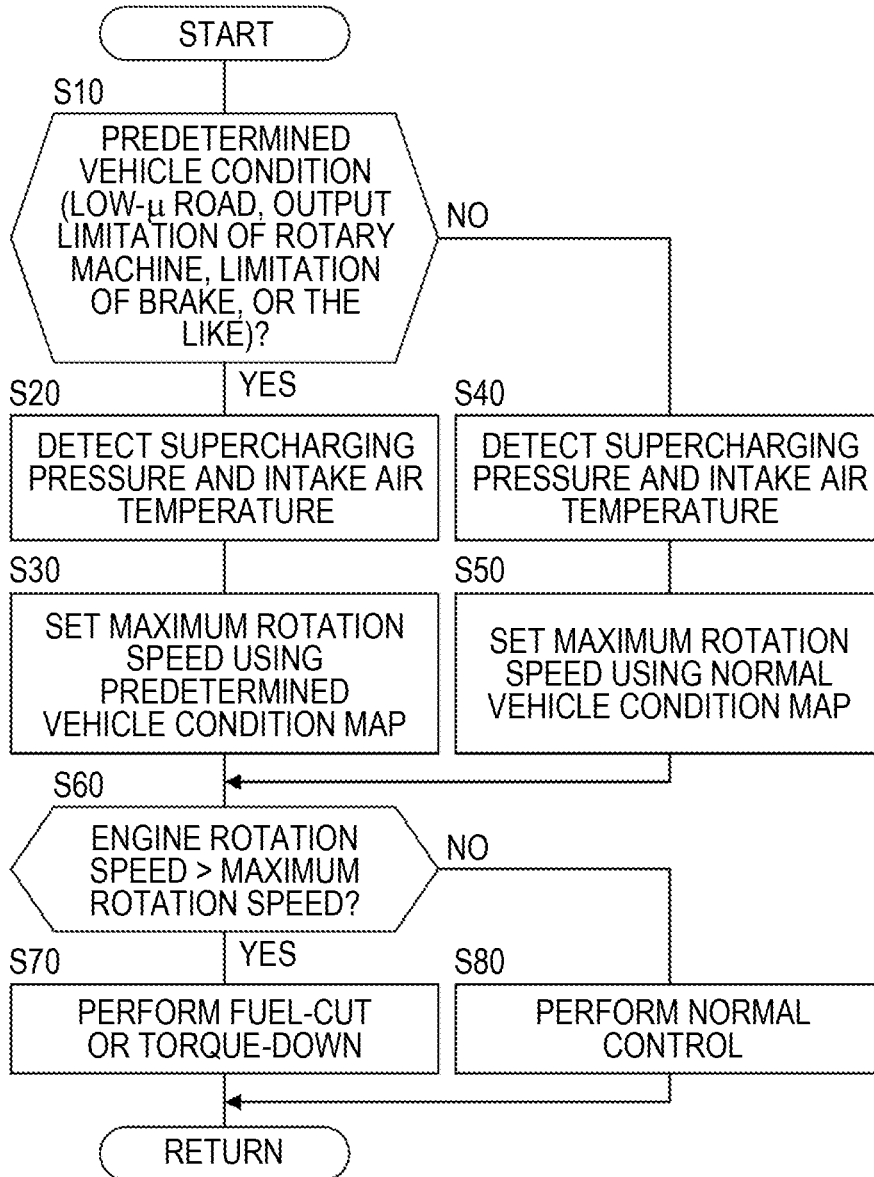 START
S10
PREDETERMINED
VEHICLE CONDITION
(LOW-μ ROAD, OUTPUT
LIMITATION OF ROTARY
MACHINE, LIMITATION
OF BRAKE, OR THE
LIKE)?
NO
YES
S20
DETECT SUPERCHARGING
PRESSURE AND INTAKE AIR
TEMPERATURE
S40
DETECT SUPERCHARGING
PRESSURE AND INTAKE AIR
TEMPERATURE
S30
SET MAXIMUM ROTATION
SPEED USING
PREDETERMINED
VEHICLE CONDITION MAP
S50
SET MAXIMUM ROTATION
SPEED USING NORMAL
VEHICLE CONDITION MAP
S60
ENGINE ROTATION
SPEED > MAXIMUM
ROTATION SPEED?
NO
YES
S70
PERFORM FUEL-CUT
OR TORQUE-DOWN
S80
PERFORM NORMAL
CONTROL
RETURN